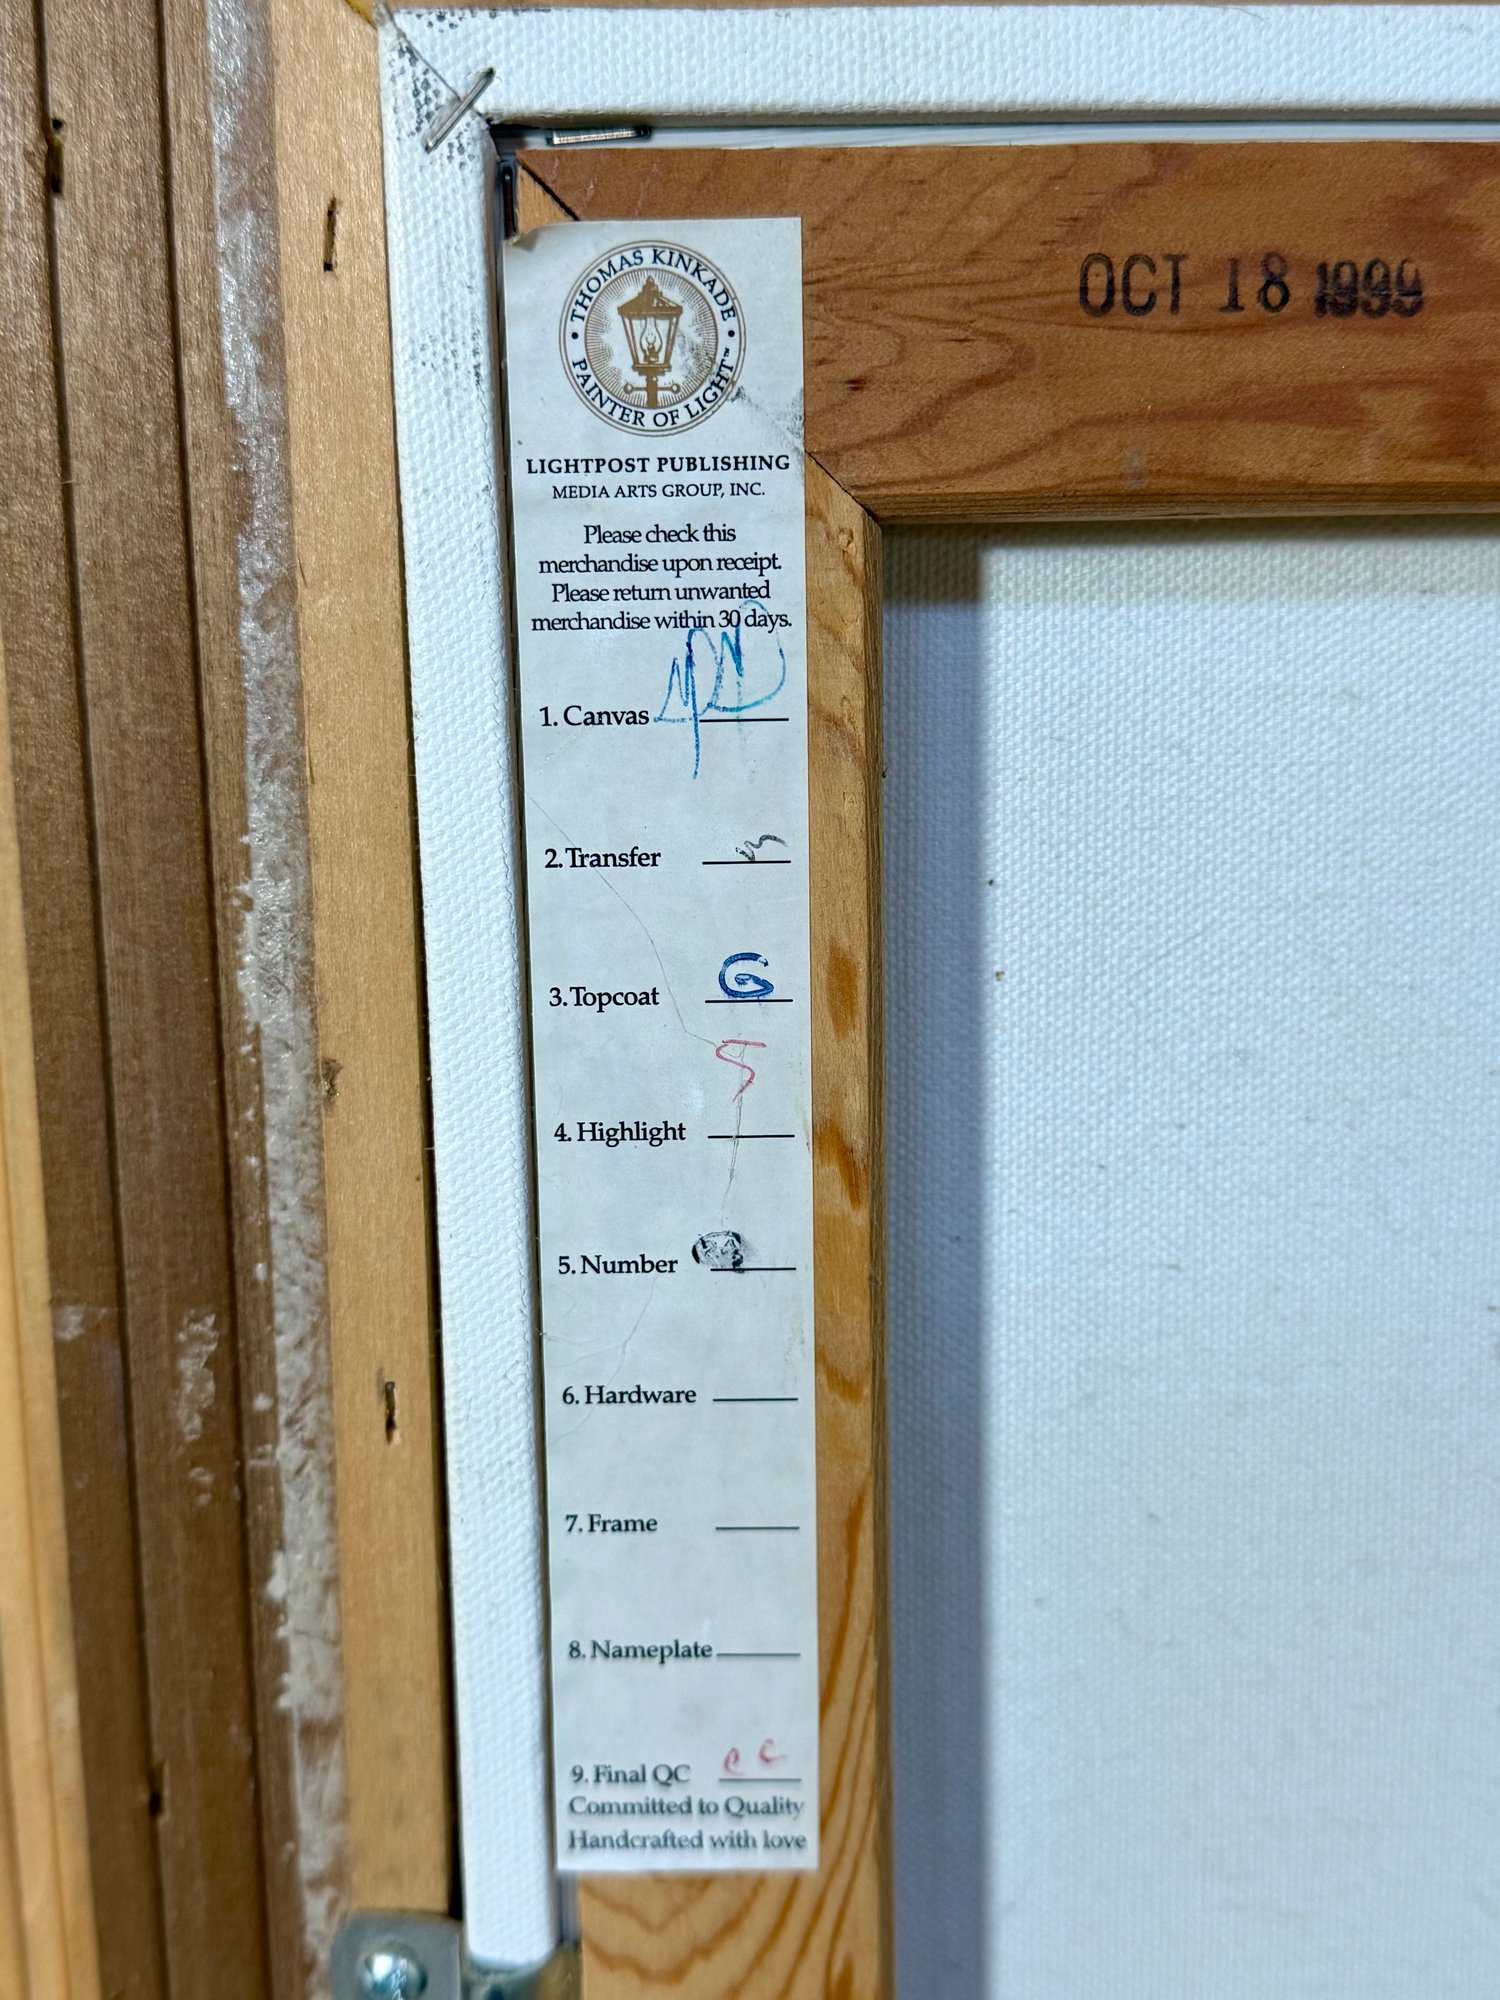 THOMAS KINKADE
PAINTER OF LIGHT™
OCT 18 1999
LIGHTPOST PUBLISHING
MEDIA ARTS GROUP, INC.
Please check this
merchandise upon receipt.
Please return unwanted
merchandise within 30 days.
1. Canvas
2. Transfer
3. Topcoat G
4. Highlight
5. Number
6. Hardware
7. Frame
8. Nameplate
9. Final QC
Committed to Quality
Handcrafted with love